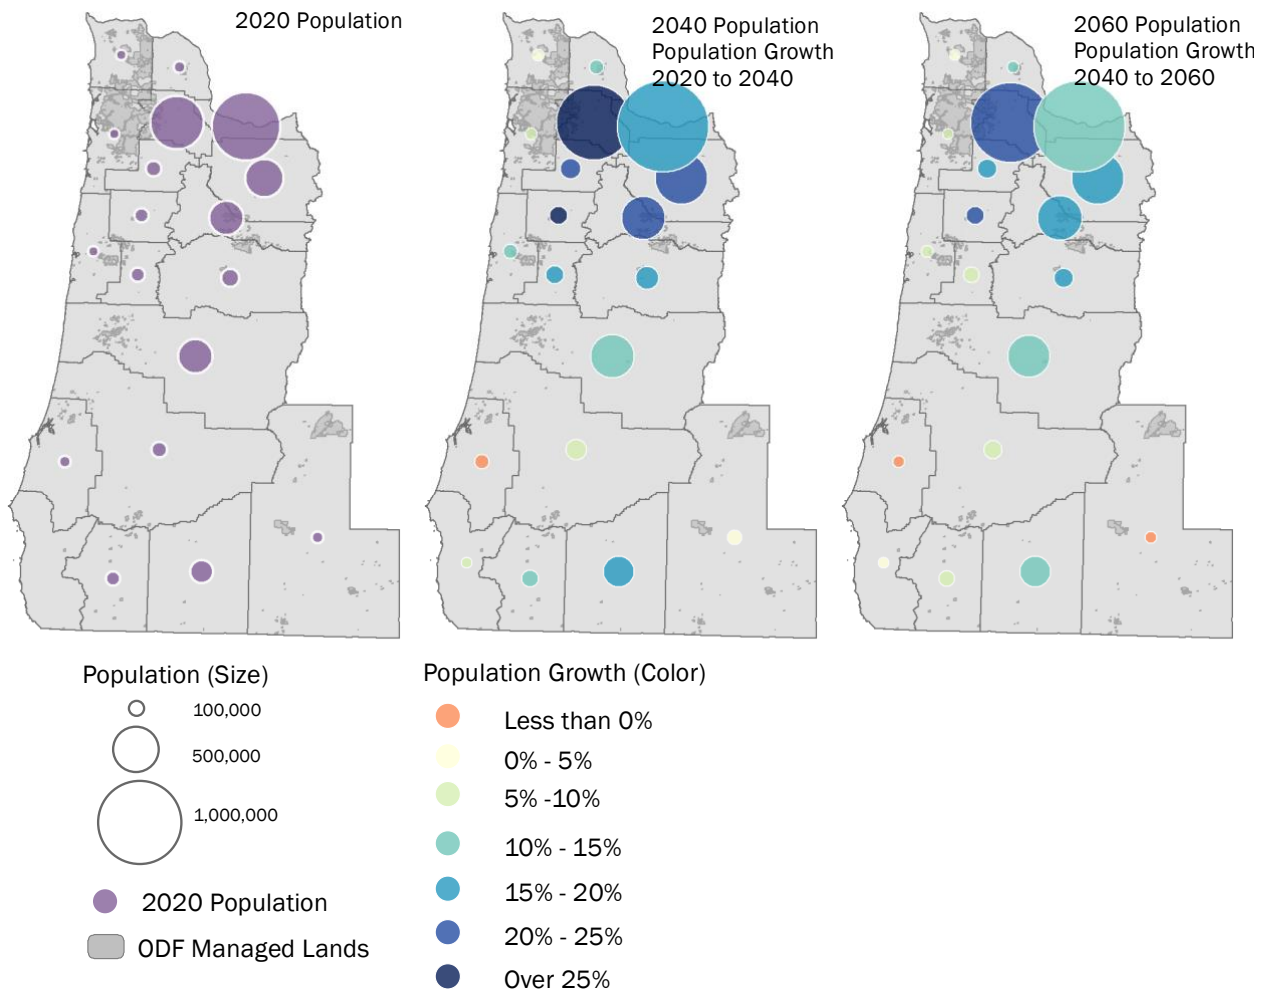 2020 Population
2040 Population
Population Growth
2020 to 2040
2060 Population
Population Growth
2040 to 2060
Population (Size)
100,000
500,000
1,000,000
2020 Population
ODF Managed Lands
Population Growth (Color)
Less than 0%
0% - 5%
5% -10%
10% - 15%
15% - 20%
20% - 25%
Over 25%